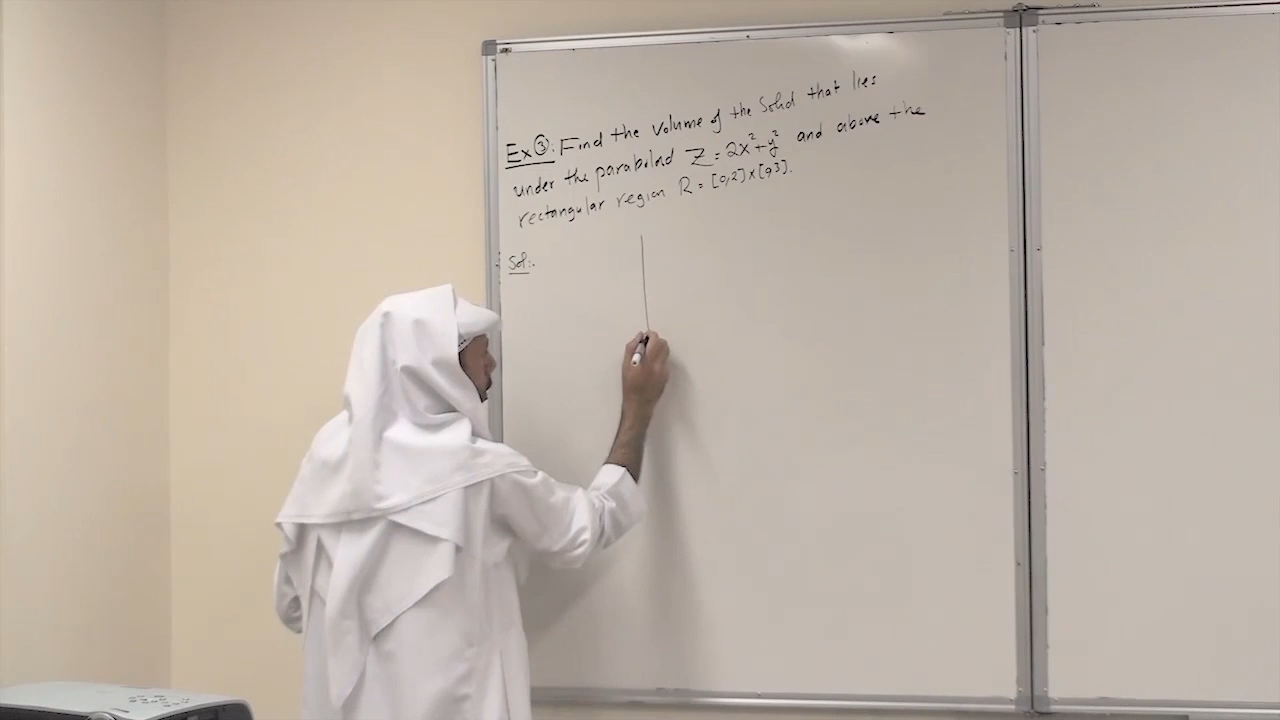 Ex③: Find the volume of the Solid that lies
under the paraboloid Z = 2x²+y² and above the
rectangular region R = [0,2]x[0,3].
Sol:.